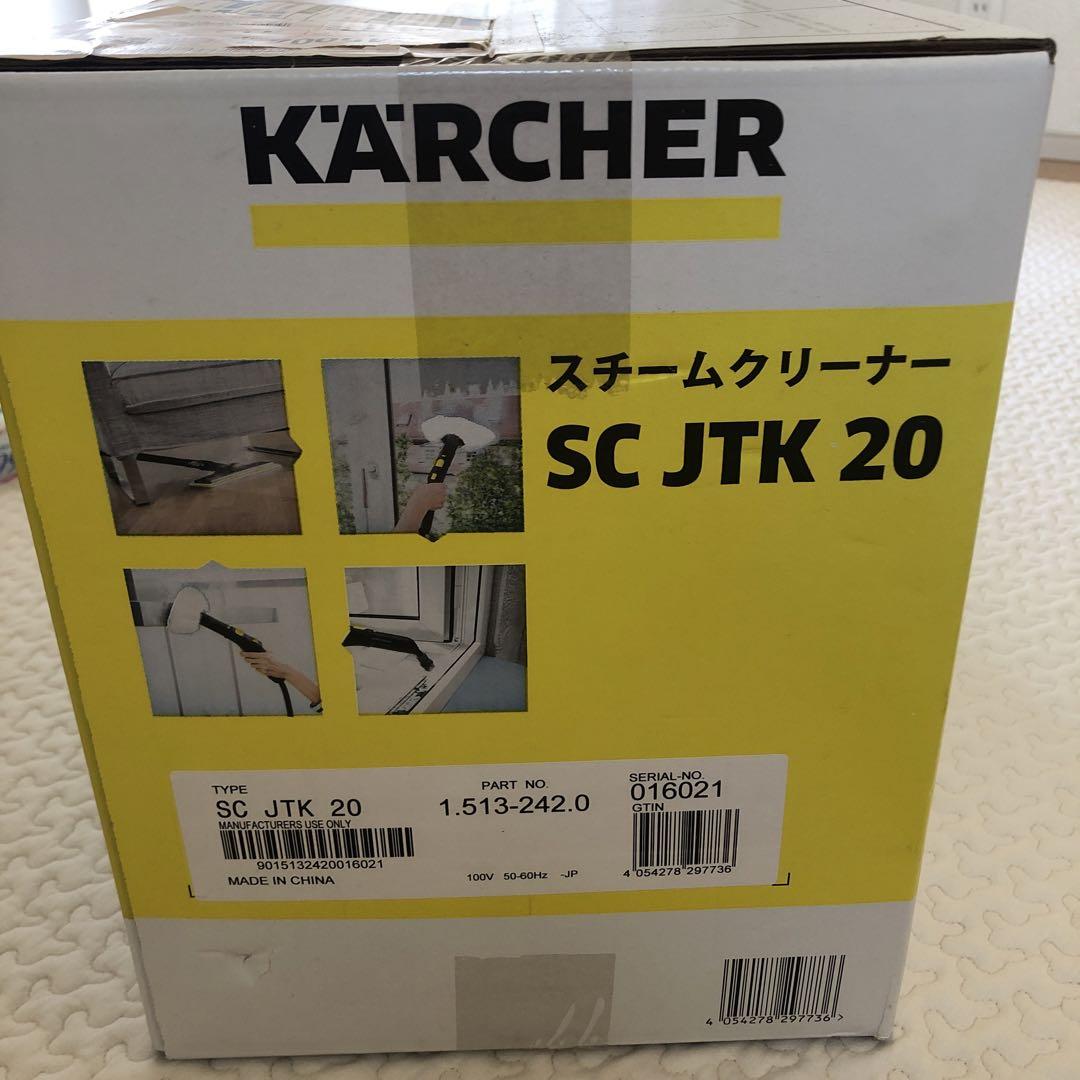 KÄRCHER
スチームクリーナー
SC JTK 20
TYPE
SC JTK 20
PART NO.
1.513-242.0
SERIAL-NO.
016021
MANUFACTURERS USE ONLY
GTIN
9015132420016021
4 054278 297736
MADE IN CHINA
100V 50-60Hz -JP
4 054278 297736 >